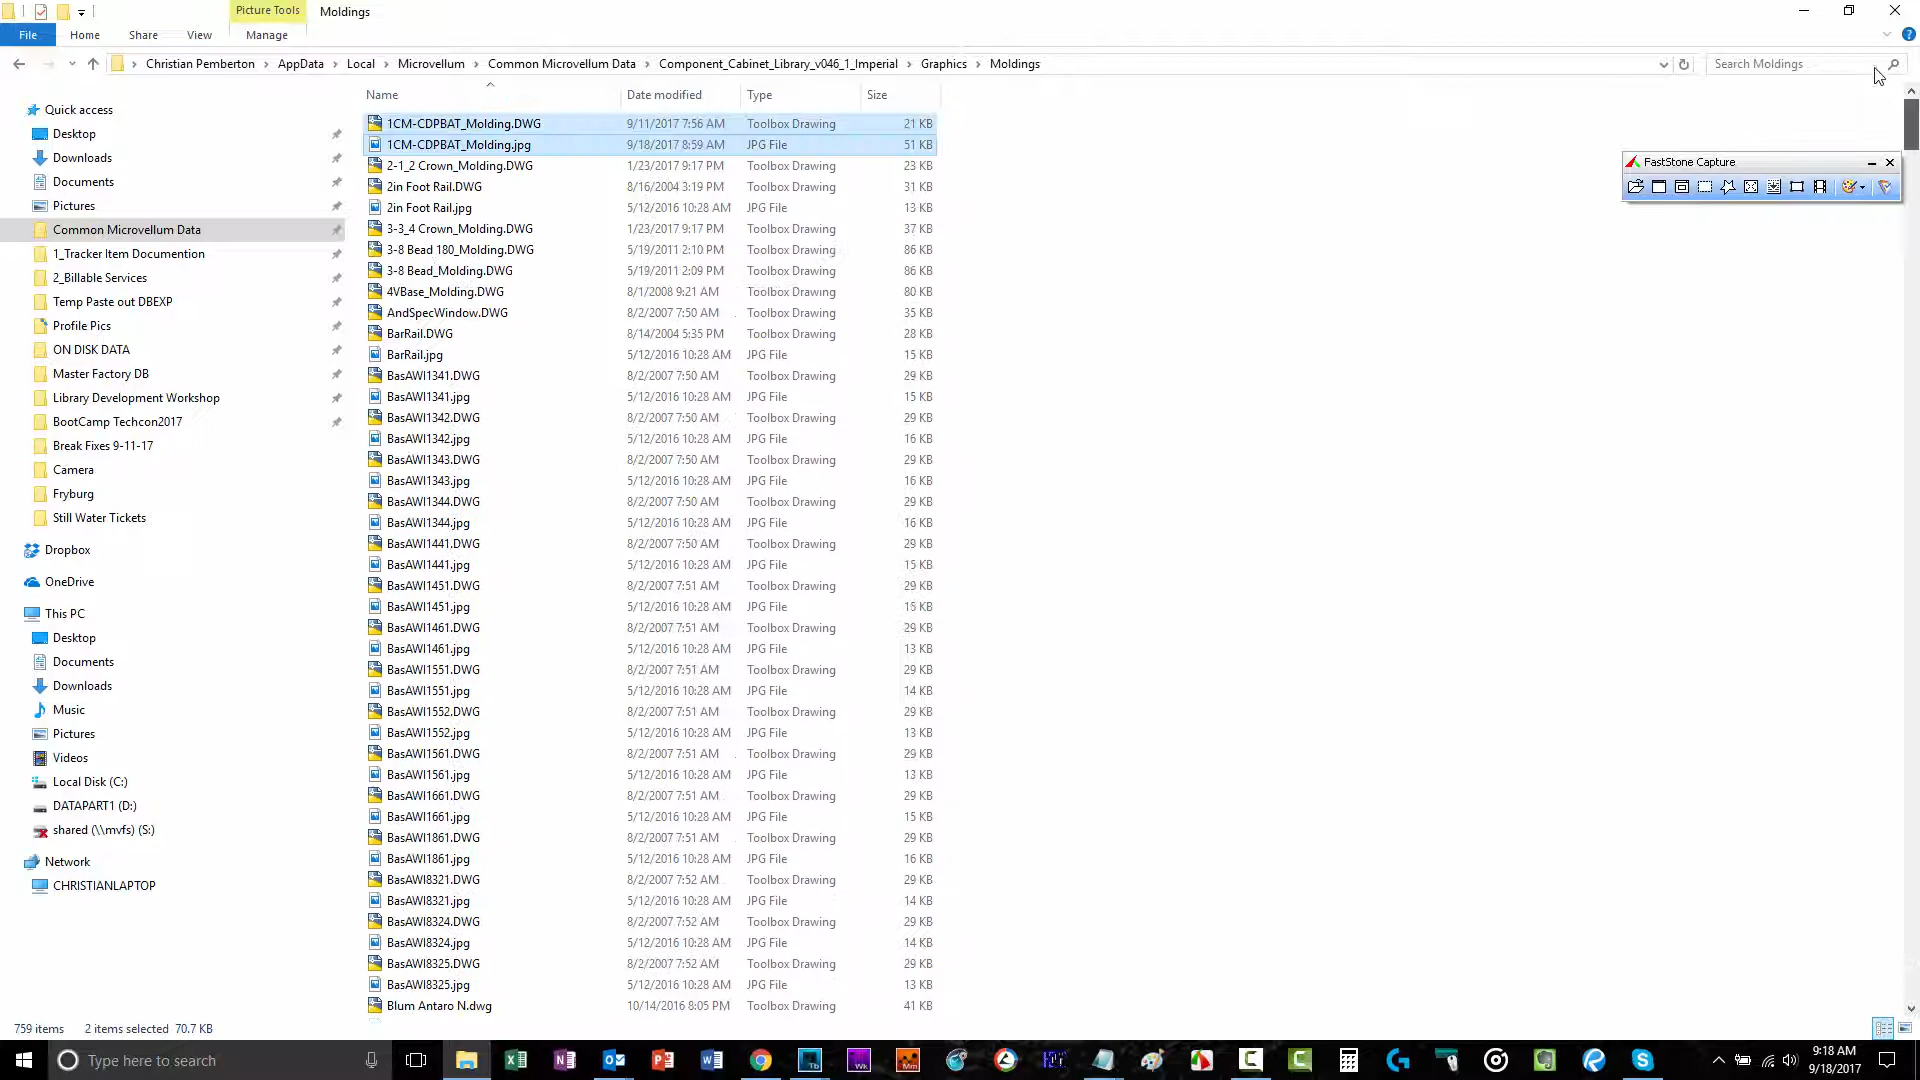 Picture Tools
Moldings
File
Home
Share
View
Manage
Christian Pemberton
AppData
Local
Microvellum
Common Microvellum Data
Component_Cabinet_Library_v046_1_Imperial
Graphics
Moldings
Search Moldings
Quick access
Desktop
Downloads
Documents
Pictures
Common Microvellum Data
1_Tracker Item Documention
2_Billable Services
Temp Paste out DBEXP
Profile Pics
ON DISK DATA
Master Factory DB
Library Development Workshop
BootCamp Techcon2017
Break Fixes 9-11-17
Camera
Fryburg
Still Water Tickets
Dropbox
OneDrive
This PC
Desktop
Documents
Downloads
Music
Pictures
Videos
Local Disk (C:)
DATAPART1 (D:)
shared (\\mvfs) (S:)
Network
CHRISTIANLAPTOP
Name Date modified Type Size
1CM-CDPBAT_Molding.DWG 9/11/2017 7:56 AM Toolbox Drawing 21 KB
1CM-CDPBAT_Molding.jpg 9/18/2017 8:59 AM JPG File 51 KB
2-1_2 Crown_Molding.DWG 1/23/2017 9:17 PM Toolbox Drawing 23 KB
2in Foot Rail.DWG 8/16/2004 3:19 PM Toolbox Drawing 31 KB
2in Foot Rail.jpg 5/12/2016 10:28 AM JPG File 13 KB
3-3_4 Crown_Molding.DWG 1/23/2017 9:17 PM Toolbox Drawing 37 KB
3-8 Bead 180_Molding.DWG 5/19/2011 2:10 PM Toolbox Drawing 86 KB
3-8 Bead_Molding.DWG 5/19/2011 2:09 PM Toolbox Drawing 86 KB
4VBase_Molding.DWG 8/1/2008 9:21 AM Toolbox Drawing 80 KB
AndSpecWindow.DWG 8/2/2007 7:50 AM Toolbox Drawing 35 KB
BarRail.DWG 8/14/2004 5:35 PM Toolbox Drawing 28 KB
BarRail.jpg 5/12/2016 10:28 AM JPG File 15 KB
BasAWI1341.DWG 8/2/2007 7:50 AM Toolbox Drawing 29 KB
BasAWI1341.jpg 5/12/2016 10:28 AM JPG File 15 KB
BasAWI1342.DWG 8/2/2007 7:50 AM Toolbox Drawing 29 KB
BasAWI1342.jpg 5/12/2016 10:28 AM JPG File 16 KB
BasAWI1343.DWG 8/2/2007 7:50 AM Toolbox Drawing 29 KB
BasAWI1343.jpg 5/12/2016 10:28 AM JPG File 16 KB
BasAWI1344.DWG 8/2/2007 7:50 AM Toolbox Drawing 29 KB
BasAWI1344.jpg 5/12/2016 10:28 AM JPG File 16 KB
BasAWI1441.DWG 8/2/2007 7:50 AM Toolbox Drawing 29 KB
BasAWI1441.jpg 5/12/2016 10:28 AM JPG File 15 KB
BasAWI1451.DWG 8/2/2007 7:51 AM Toolbox Drawing 29 KB
BasAWI1451.jpg 5/12/2016 10:28 AM JPG File 15 KB
BasAWI1461.DWG 8/2/2007 7:51 AM Toolbox Drawing 29 KB
BasAWI1461.jpg 5/12/2016 10:28 AM JPG File 13 KB
BasAWI1551.DWG 8/2/2007 7:51 AM Toolbox Drawing 29 KB
BasAWI1551.jpg 5/12/2016 10:28 AM JPG File 14 KB
BasAWI1552.DWG 8/2/2007 7:51 AM Toolbox Drawing 29 KB
BasAWI1552.jpg 5/12/2016 10:28 AM JPG File 13 KB
BasAWI1561.DWG 8/2/2007 7:51 AM Toolbox Drawing 29 KB
BasAWI1561.jpg 5/12/2016 10:28 AM JPG File 13 KB
BasAWI1661.DWG 8/2/2007 7:51 AM Toolbox Drawing 29 KB
BasAWI1661.jpg 5/12/2016 10:28 AM JPG File 15 KB
BasAWI1861.DWG 8/2/2007 7:51 AM Toolbox Drawing 29 KB
BasAWI1861.jpg 5/12/2016 10:28 AM JPG File 16 KB
BasAWI8321.DWG 8/2/2007 7:52 AM Toolbox Drawing 29 KB
BasAWI8321.jpg 5/12/2016 10:28 AM JPG File 14 KB
BasAWI8324.DWG 8/2/2007 7:52 AM Toolbox Drawing 29 KB
BasAWI8324.jpg 5/12/2016 10:28 AM JPG File 14 KB
BasAWI8325.DWG 8/2/2007 7:52 AM Toolbox Drawing 29 KB
BasAWI8325.jpg 5/12/2016 10:28 AM JPG File 13 KB
Blum Antaro N.dwg 10/14/2016 8:05 PM Toolbox Drawing 41 KB
FastStone Capture
759 items 2 items selected 70.7 KB
Type here to search
Tb
Wk
Mm
9:18 AM
9/18/2017